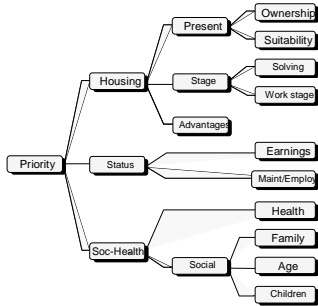 Ownership
Present
Suitability
Solving
Housing
Stage
Work stage
Advantages
Earnings
Priority
Status
Maint/Employ
Health
Soc-Health
Family
Social
Age
Children